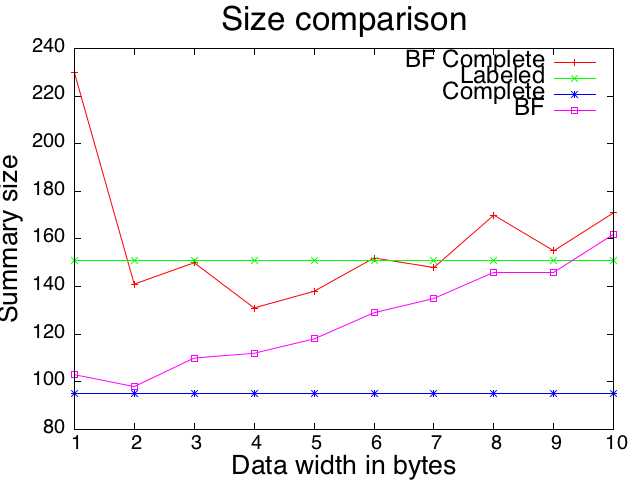 Size comparison
240
220
200
180
160
140
120
100
80
Summary size
BF Complete
Labeled
Complete
BF
1 2 3 4 5 6 7 8 9 10
Data width in bytes